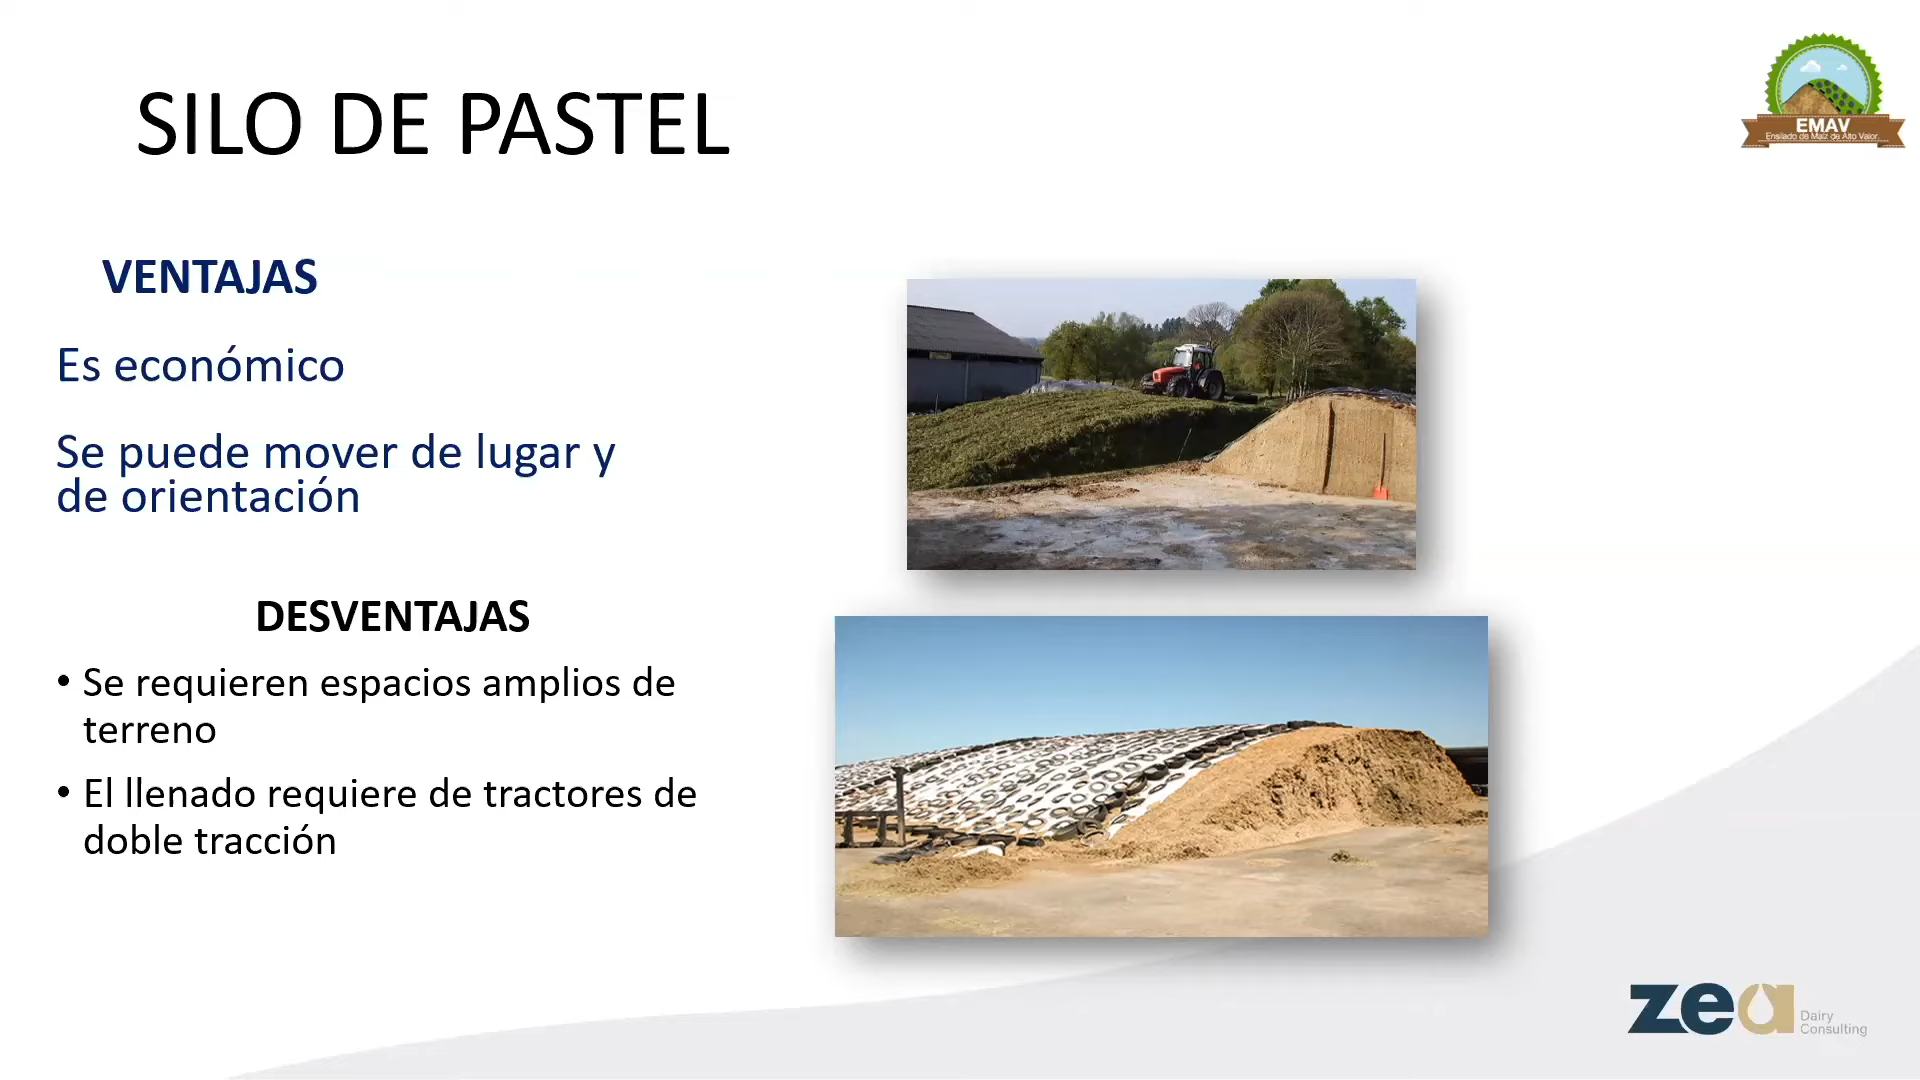 SILO DE PASTEL
EMAV
Ensilado de Maíz de Alto Valor
VENTAJAS
Es económico
Se puede mover de lugar y
de orientación
DESVENTAJAS
• Se requieren espacios amplios de
terreno
• El llenado requiere de tractores de
doble tracción
zea
Dairy
Consulting